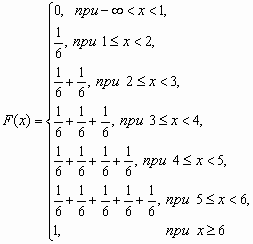 F(x) = { 0, при −∞ < x < 1,
1/6, при 1 ≤ x < 2,
1/6 + 1/6, при 2 ≤ x < 3,
1/6 + 1/6 + 1/6, при 3 ≤ x < 4,
1/6 + 1/6 + 1/6 + 1/6, при 4 ≤ x < 5,
1/6 + 1/6 + 1/6 + 1/6 + 1/6, при 5 ≤ x < 6,
1, при x ≥ 6